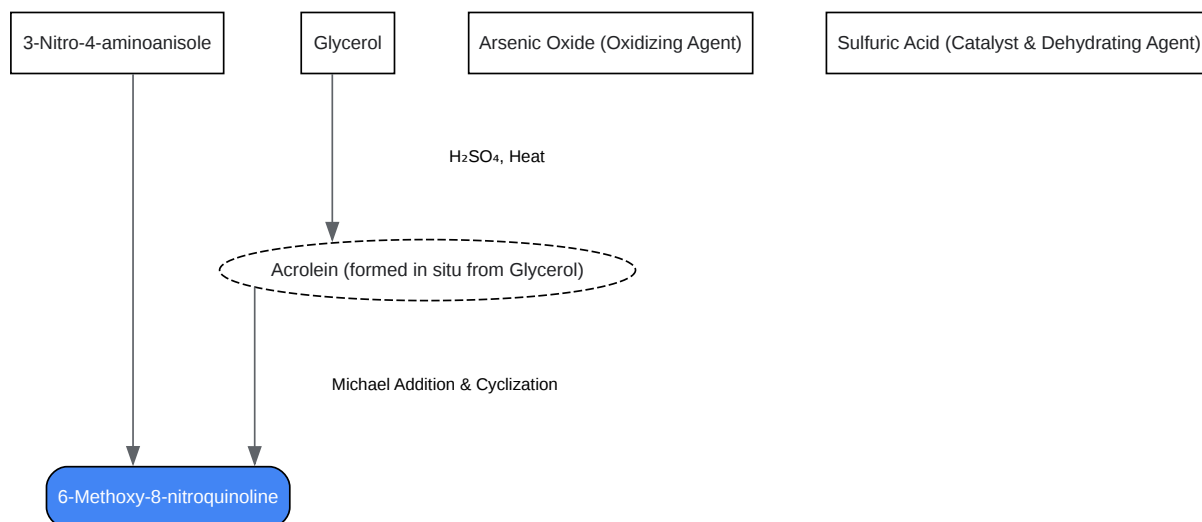 3-Nitro-4-aminoanisole
Glycerol
Arsenic Oxide (Oxidizing Agent)
Sulfuric Acid (Catalyst & Dehydrating Agent)
H₂SO₄, Heat
Acrolein (formed in situ from Glycerol)
Michael Addition & Cyclization
6-Methoxy-8-nitroquinoline